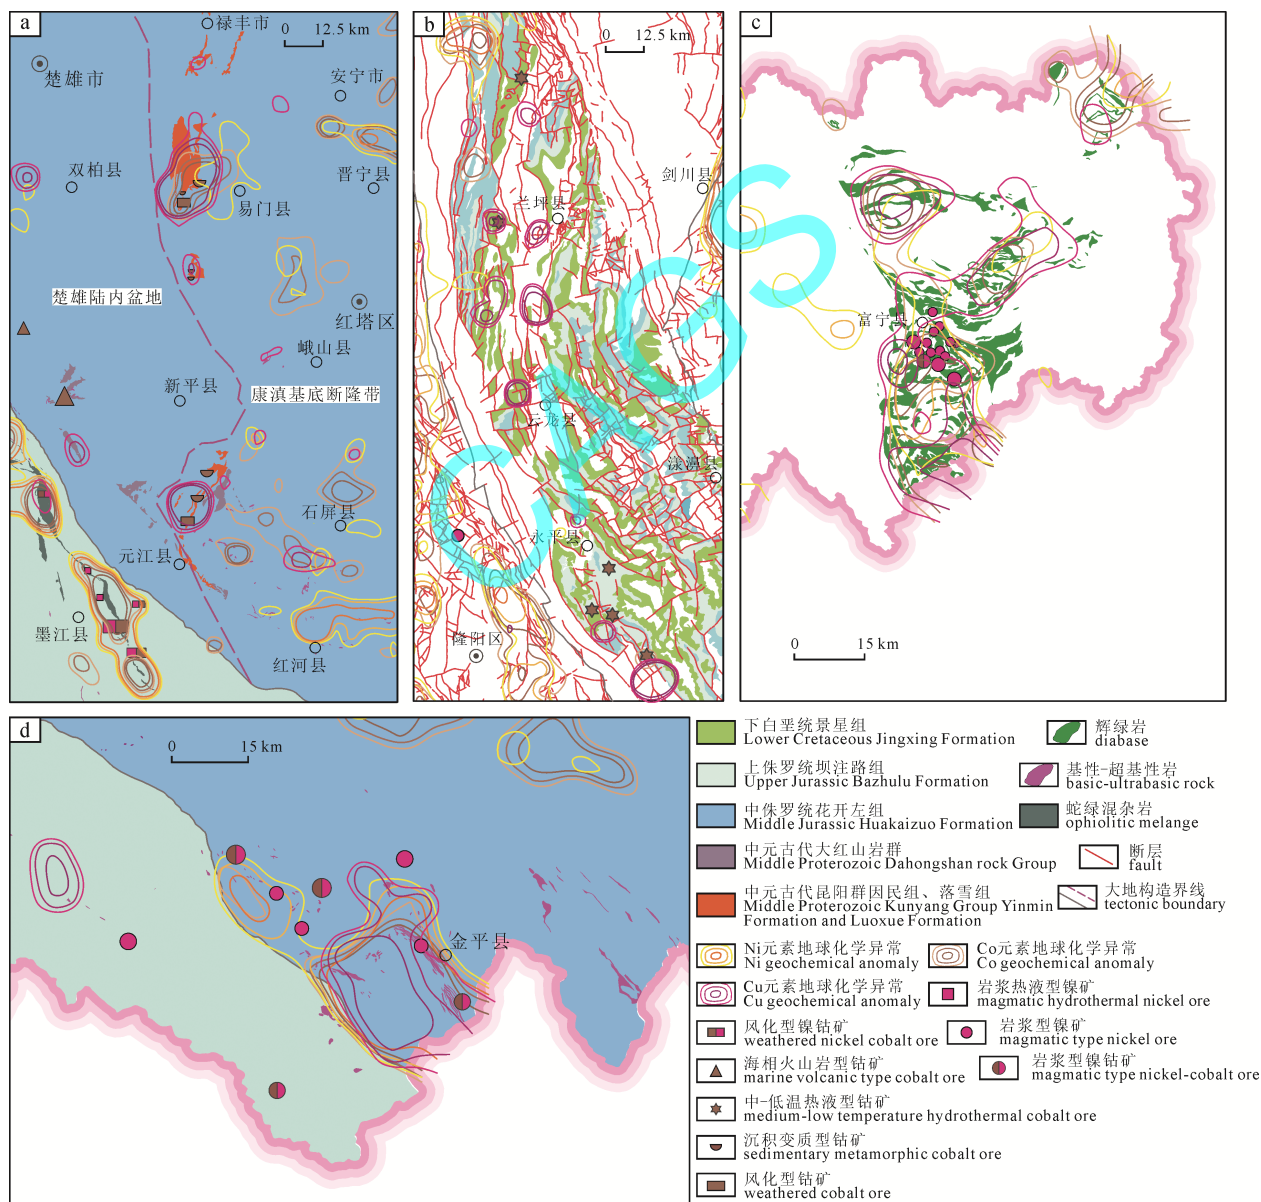 a
禄丰市
0 12.5 km
楚雄市
安宁市
双柏县
晋宁县
易门县
楚雄陆内盆地
红塔区
峨山县
新平县
康滇基底断隆带
石屏县
元江县
墨江县
红河县
b
0 12.5 km
剑川县
兰坪县
云龙县
漾濞县
永平县
隆阳区
c
富宁县
0 15 km
CAGS
d
0 15 km
金平县
下白垩统景星组
Lower Cretaceous Jingxing Formation
辉绿岩
diabase
上侏罗统坝注路组
Upper Jurassic Bazhulu Formation
基性-超基性岩
basic-ultrabasic rock
中侏罗统花开左组
Middle Jurassic Huakaizuo Formation
蛇绿混杂岩
ophiolitic melange
中元古代大红山岩群
Middle Proterozoic Dahongshan rock Group
断层
fault
中元古代昆阳群因民组、落雪组
Middle Proterozoic Kunyang Group Yinmin
Formation and Luoxue Formation
大地构造界线
tectonic boundary
Ni元素地球化学异常
Ni geochemical anomaly
Co元素地球化学异常
Co geochemical anomaly
Cu元素地球化学异常
Cu geochemical anomaly
岩浆热液型镍矿
magmatic hydrothermal nickel ore
风化型镍钴矿
weathered nickel cobalt ore
岩浆型镍矿
magmatic type nickel ore
海相火山岩型钴矿
marine volcanic type cobalt ore
岩浆型镍钴矿
magmatic type nickel-cobalt ore
中-低温热液型钴矿
medium-low temperature hydrothermal cobalt ore
沉积变质型钴矿
sedimentary metamorphic cobalt ore
风化型钴矿
weathered cobalt ore